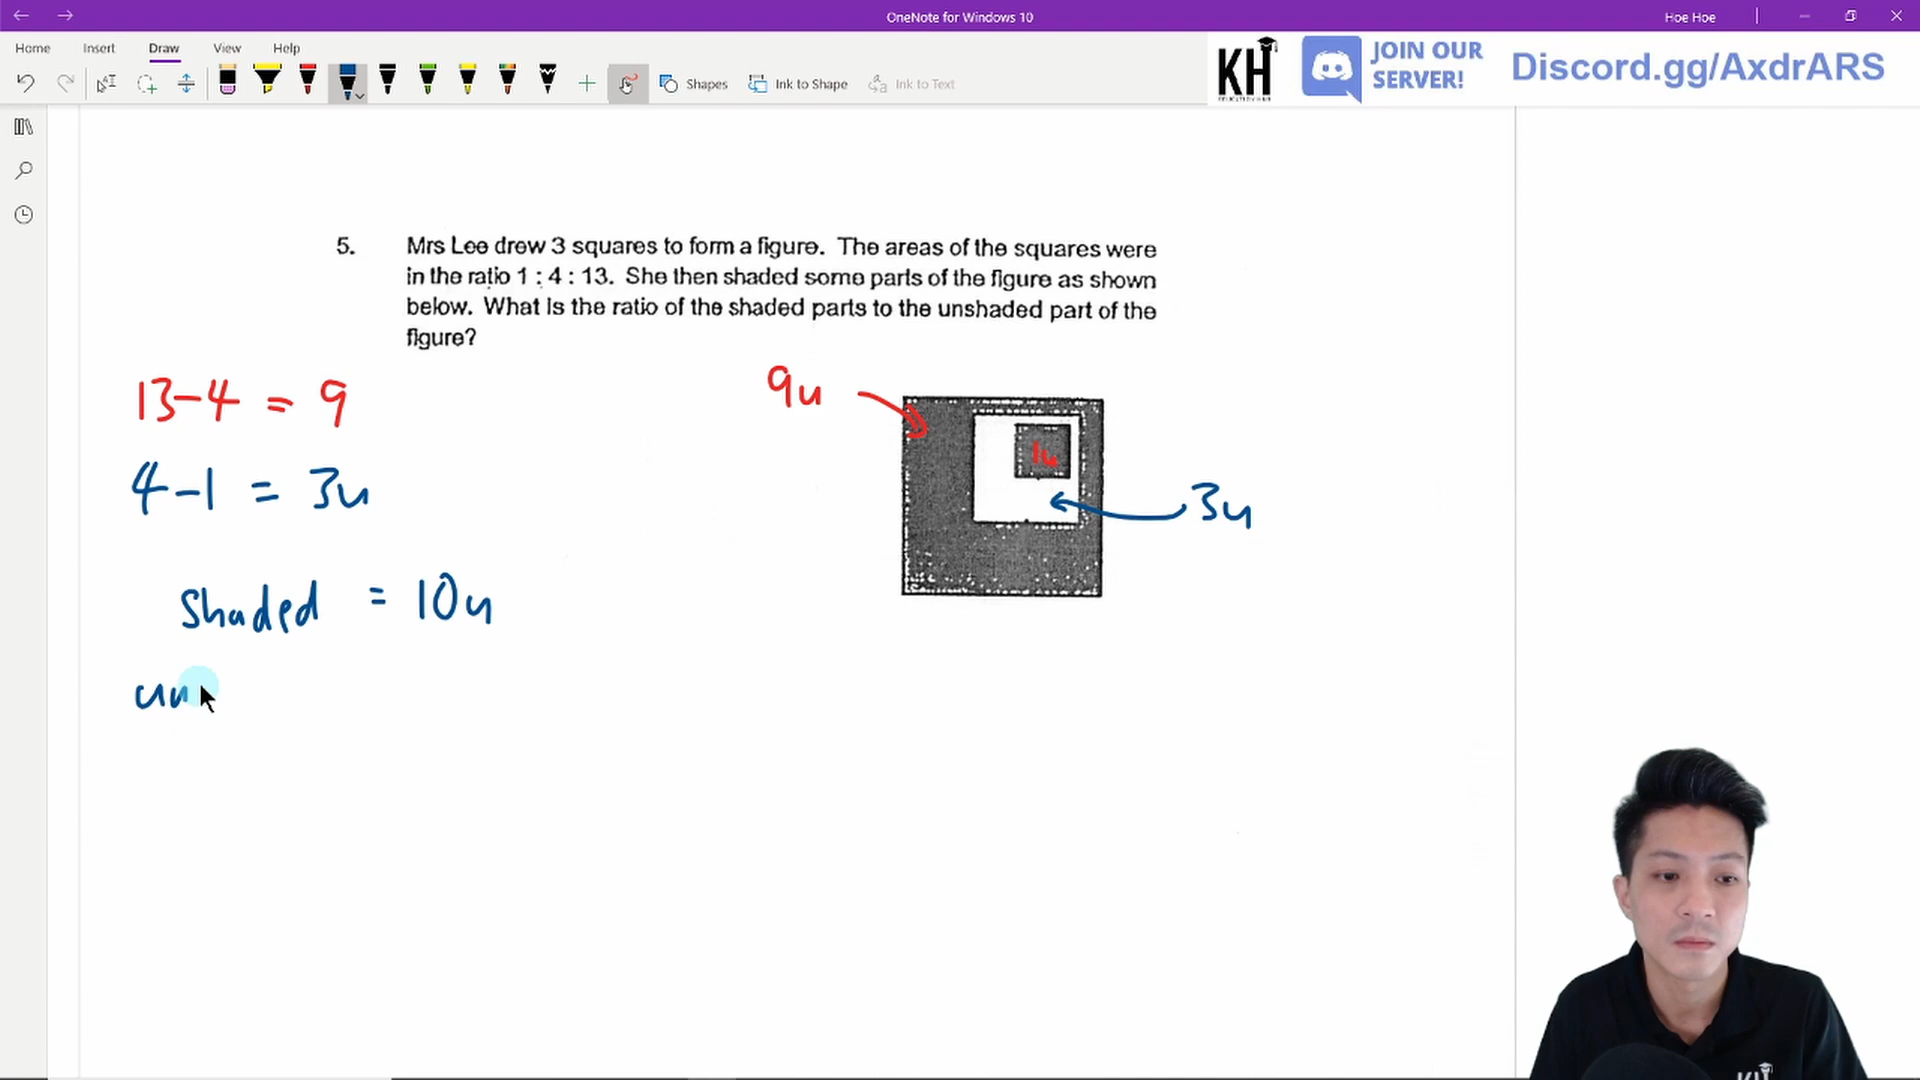 OneNote for Windows 10
Hoe Hoe
Home Insert Draw View Help
Shapes Ink to Shape Ink to Text
KH
JOIN OUR
SERVER!
Discord.gg/AxdrARS
5. Mrs Lee drew 3 squares to form a figure. The areas of the squares were
in the ratio 1 : 4 : 13. She then shaded some parts of the figure as shown
below. What is the ratio of the shaded parts to the unshaded part of the
figure?
13-4 = 9
9u
1u
4-1 = 3u
3u
Shaded = 10u
un
KH